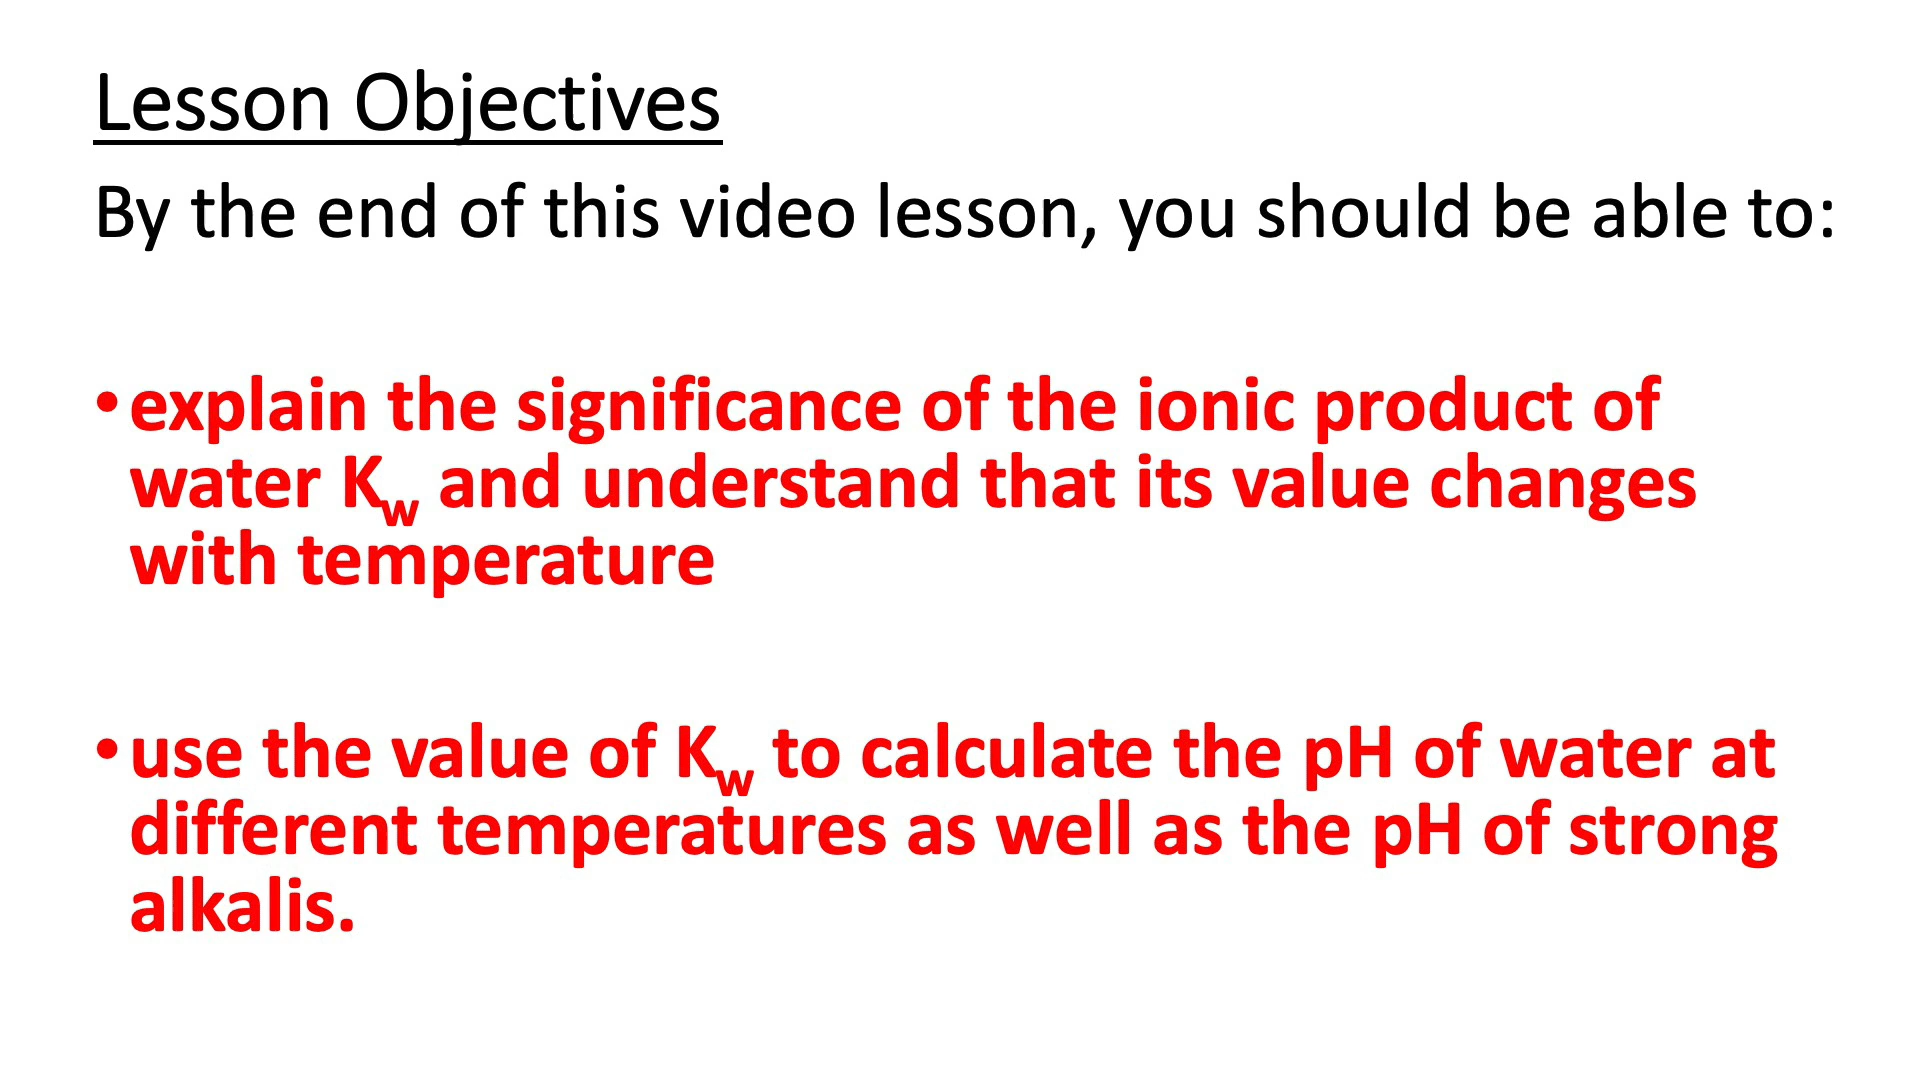 Lesson Objectives
By the end of this video lesson, you should be able to:
•explain the significance of the ionic product of
water Kw and understand that its value changes
with temperature
•use the value of Kw to calculate the pH of water at
different temperatures as well as the pH of strong
alkalis.